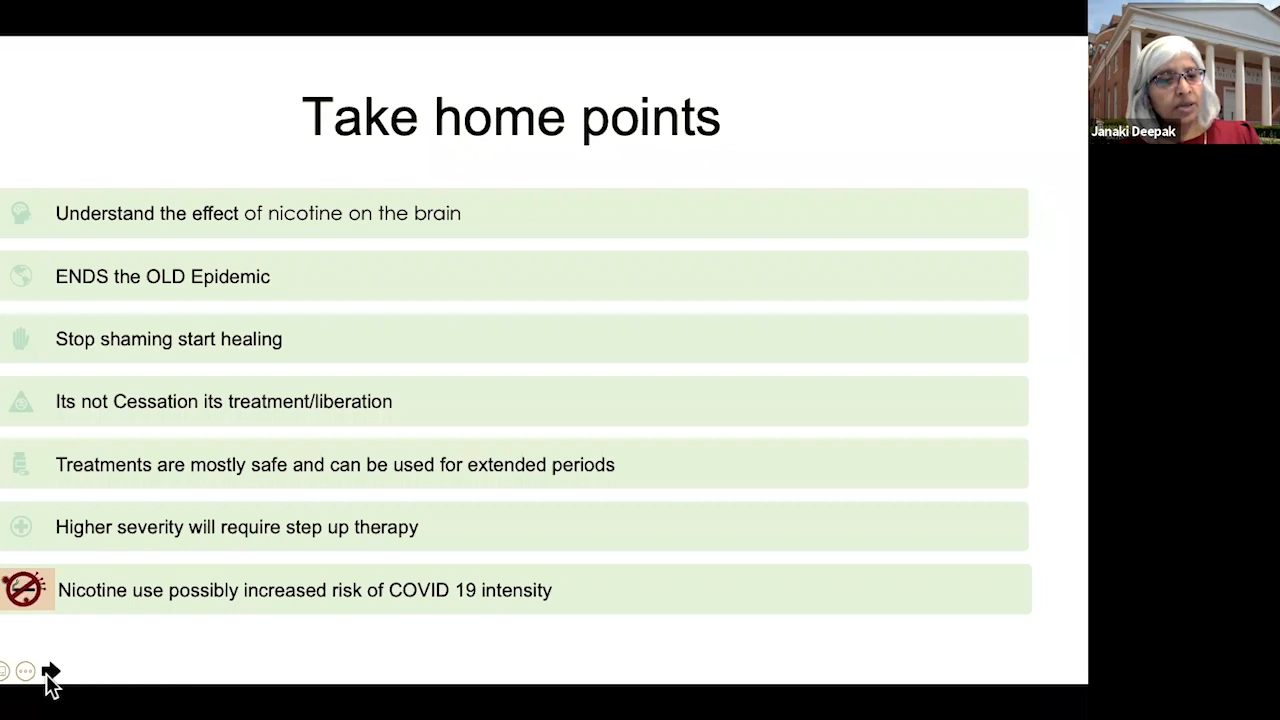 Take home points
Understand the effect of nicotine on the brain
ENDS the OLD Epidemic
Stop shaming start healing
Its not Cessation its treatment/liberation
Treatments are mostly safe and can be used for extended periods
Higher severity will require step up therapy
Nicotine use possibly increased risk of COVID 19 intensity
Janaki Deepak